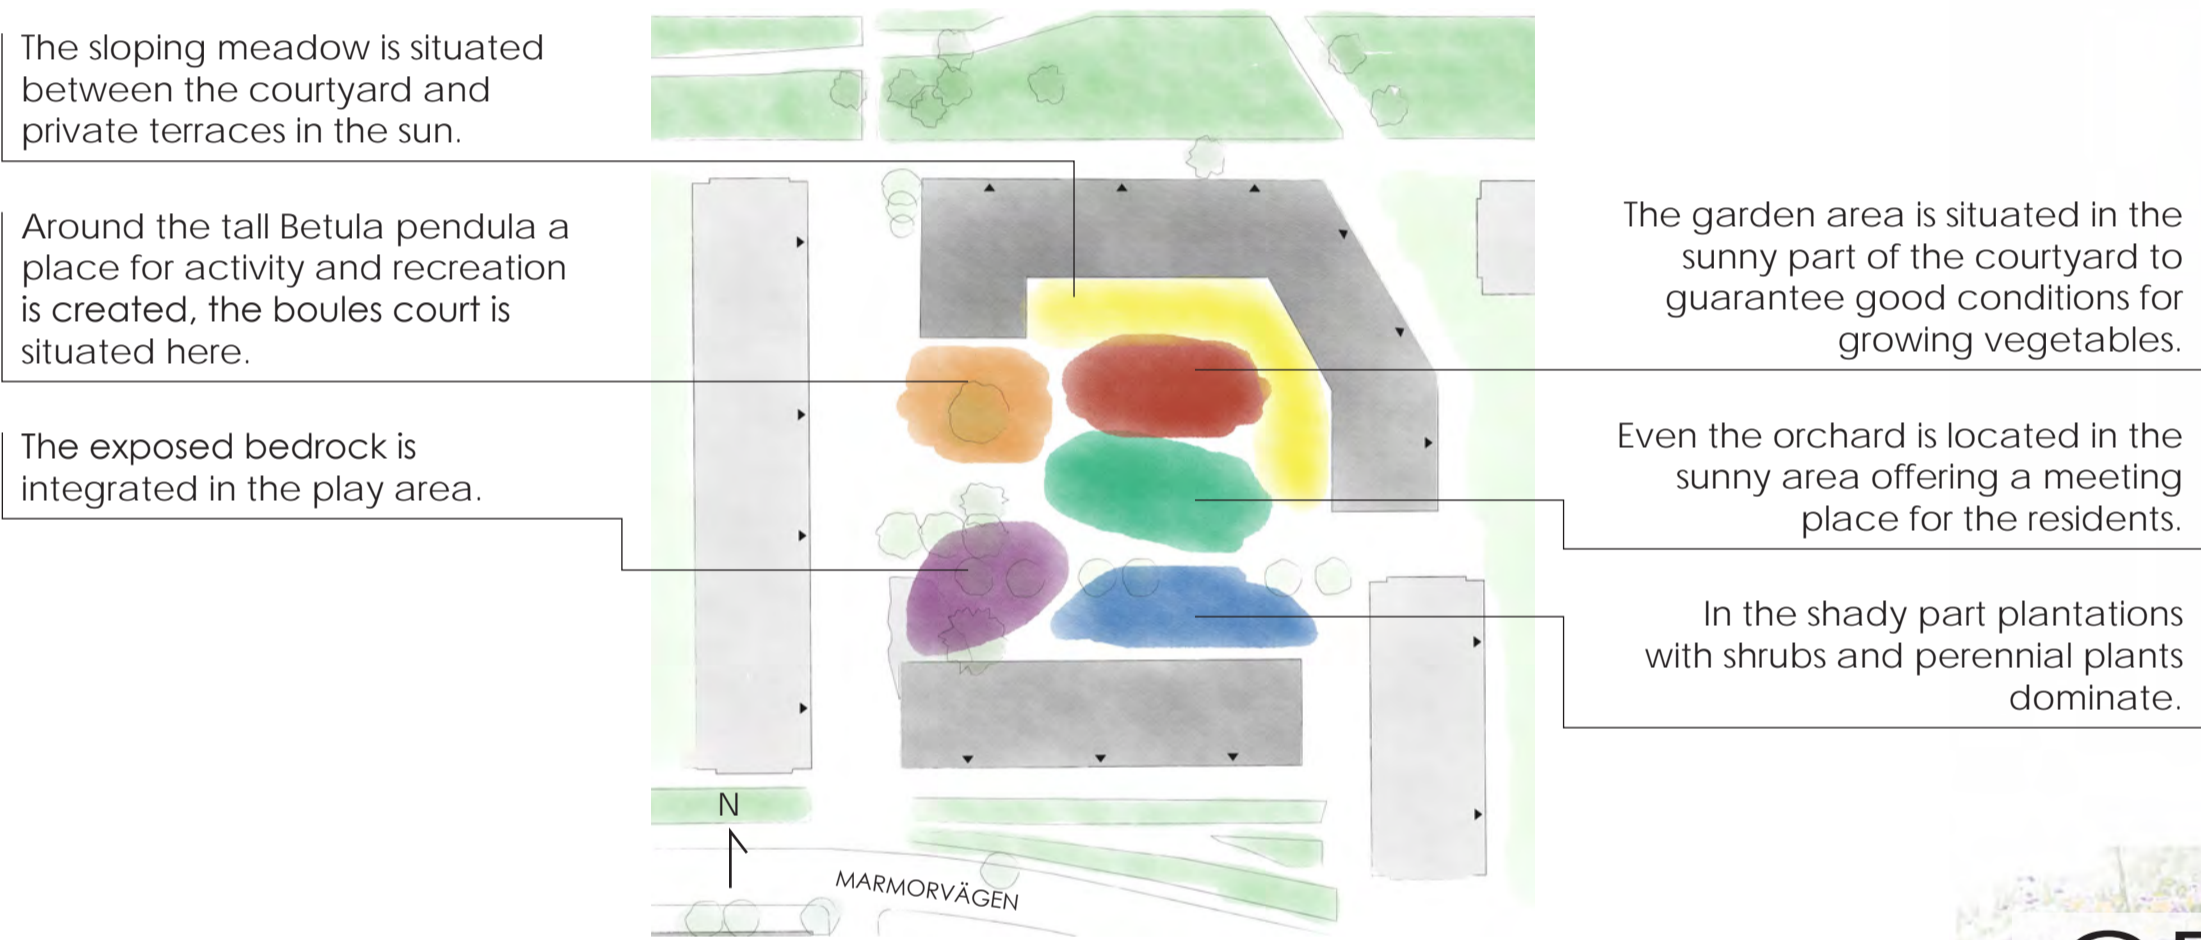 The sloping meadow is situated
between the courtyard and
private terraces in the sun.
Around the tall Betula pendula a
place for activity and recreation
is created, the boules court is
situated here.
The exposed bedrock is
integrated in the play area.
The garden area is situated in the
sunny part of the courtyard to
guarantee good conditions for
growing vegetables.
Even the orchard is located in the
sunny area offering a meeting
place for the residents.
In the shady part plantations
with shrubs and perennial plants
dominate.
N
MARMORVÄGEN